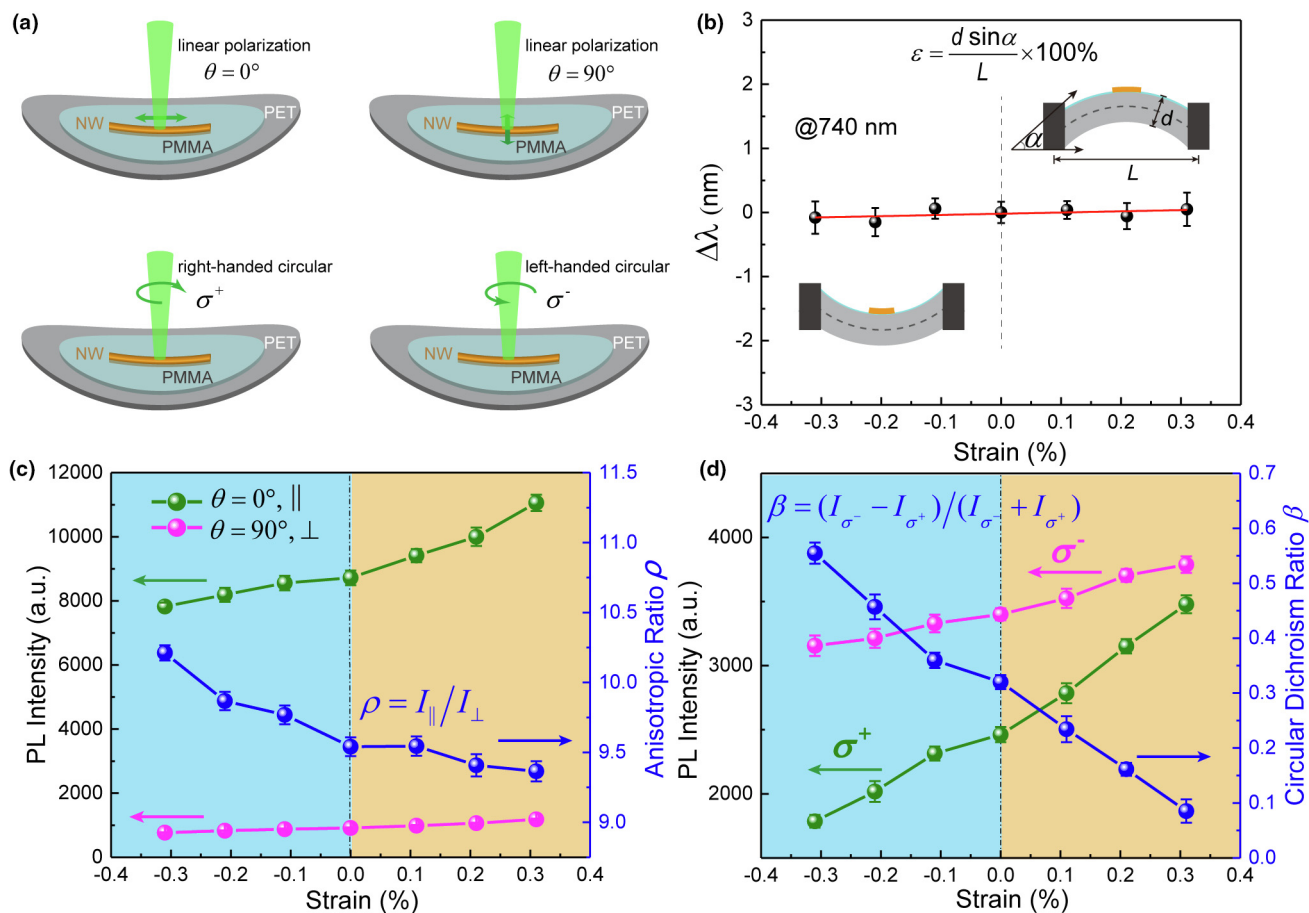 (a)
linear polarization
θ = 0°
NW
PET
PMMA
linear polarization
θ = 90°
NW
PET
PMMA
right-handed circular
σ⁺
NW
PET
PMMA
left-handed circular
σ⁻
NW
PET
PMMA
(b)
ε = d sinα / L ×100%
@740 nm
d
α
L
3
2
1
0
-1
-2
-3
Δλ (nm)
-0.4 -0.3 -0.2 -0.1 0.0 0.1 0.2 0.3 0.4
Strain (%)
(c)
θ = 0°, ∥
θ = 90°, ⊥
ρ = I∥/I⊥
12000
10000
8000
6000
4000
2000
0
PL Intensity (a.u.)
11.5
11.0
10.5
10.0
9.5
9.0
Anisotropic Ratio ρ
-0.4 -0.3 -0.2 -0.1 0.0 0.1 0.2 0.3 0.4
Strain (%)
(d)
β = (I_σ⁻ − I_σ⁺)/(I_σ⁻ + I_σ⁺)
σ⁻
σ⁺
4000
3000
2000
PL Intensity (a.u.)
0.7
0.6
0.5
0.4
0.3
0.2
0.1
0.0
Circular Dichroism Ratio β
-0.4 -0.3 -0.2 -0.1 0.0 0.1 0.2 0.3 0.4
Strain (%)